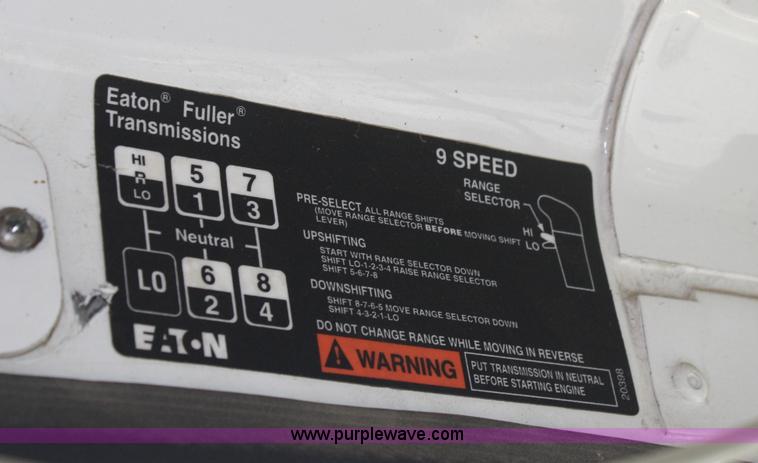 Eaton® Fuller®
Transmissions
HI
R
LO
5
1
7
3
Neutral
LO
6
2
8
4
EATON
9 SPEED
RANGE
SELECTOR
HI
LO
PRE-SELECT ALL RANGE SHIFTS
(MOVE RANGE SELECTOR BEFORE MOVING SHIFT
LEVER)
UPSHIFTING
START WITH RANGE SELECTOR DOWN
SHIFT LO-1-2-3-4 RAISE RANGE SELECTOR
SHIFT 5-6-7-8
DOWNSHIFTING
SHIFT 8-7-6-5 MOVE RANGE SELECTOR DOWN
SHIFT 4-3-2-1-LO
DO NOT CHANGE RANGE WHILE MOVING IN REVERSE
WARNING
PUT TRANSMISSION IN NEUTRAL
BEFORE STARTING ENGINE
20398
www.purplewave.com